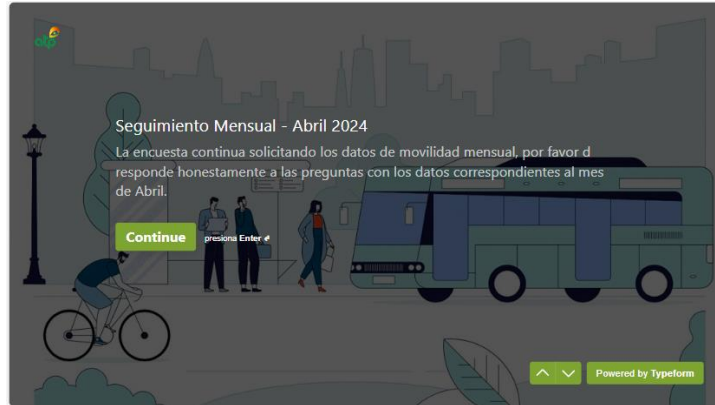 otp
Seguimiento Mensual - Abril 2024
La encuesta continua solicitando los datos de movilidad mensual, por favor d
responde honestamente a las preguntas con los datos correspondientes al mes
de Abril.
Continue
presiona Enter ↵
Powered by Typeform